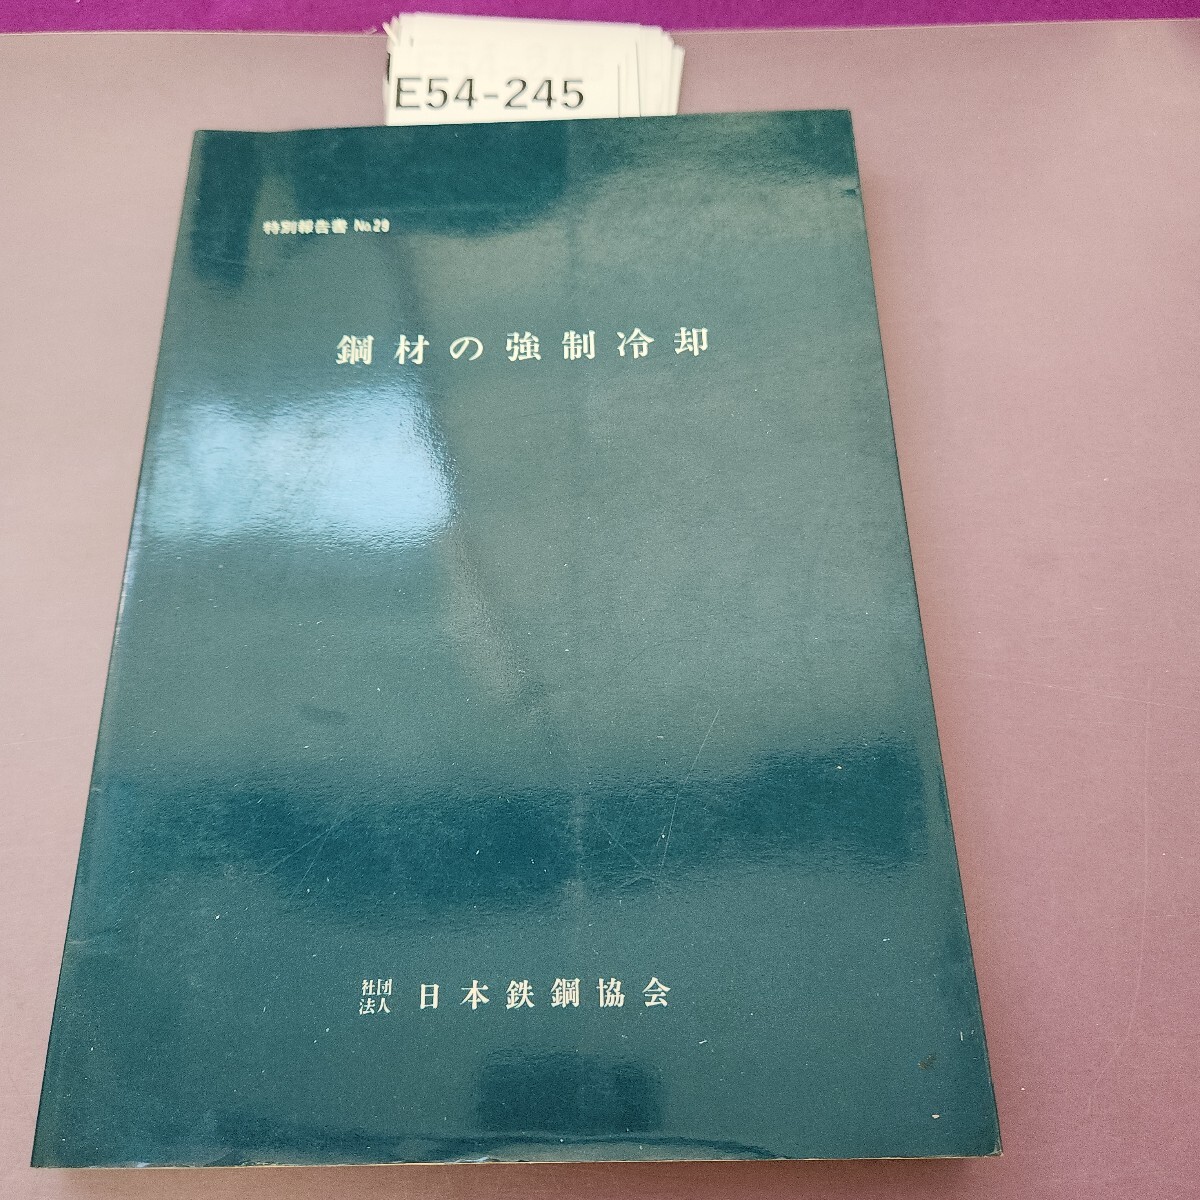 E54-245
特別報告書 No.29
鋼材の強制冷却
社団法人 日本鉄鋼協会